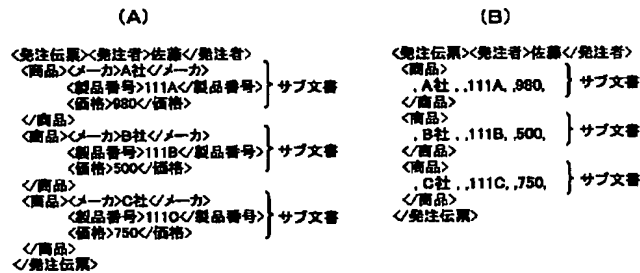 (A)
<発注伝票><発注者>佐藤</発注者>
<商品><メーカ>A社</メーカ>
<製品番号>111A</製品番号>
<価格>980</価格>
サブ文書
</商品>
<商品><メーカ>B社</メーカ>
<製品番号>111B</製品番号>
<価格>500</価格>
サブ文書
</商品>
<商品><メーカ>C社</メーカ>
<製品番号>111C</製品番号>
<価格>750</価格>
サブ文書
</商品>
</発注伝票>
(B)
<発注伝票><発注者>佐藤</発注者>
<商品>
, A社 , ,111A, ,980,
サブ文書
</商品>
<商品>
, B社 , ,111B, ,500,
サブ文書
</商品>
<商品>
, C社 , ,111C, ,750,
サブ文書
</商品>
</発注伝票>